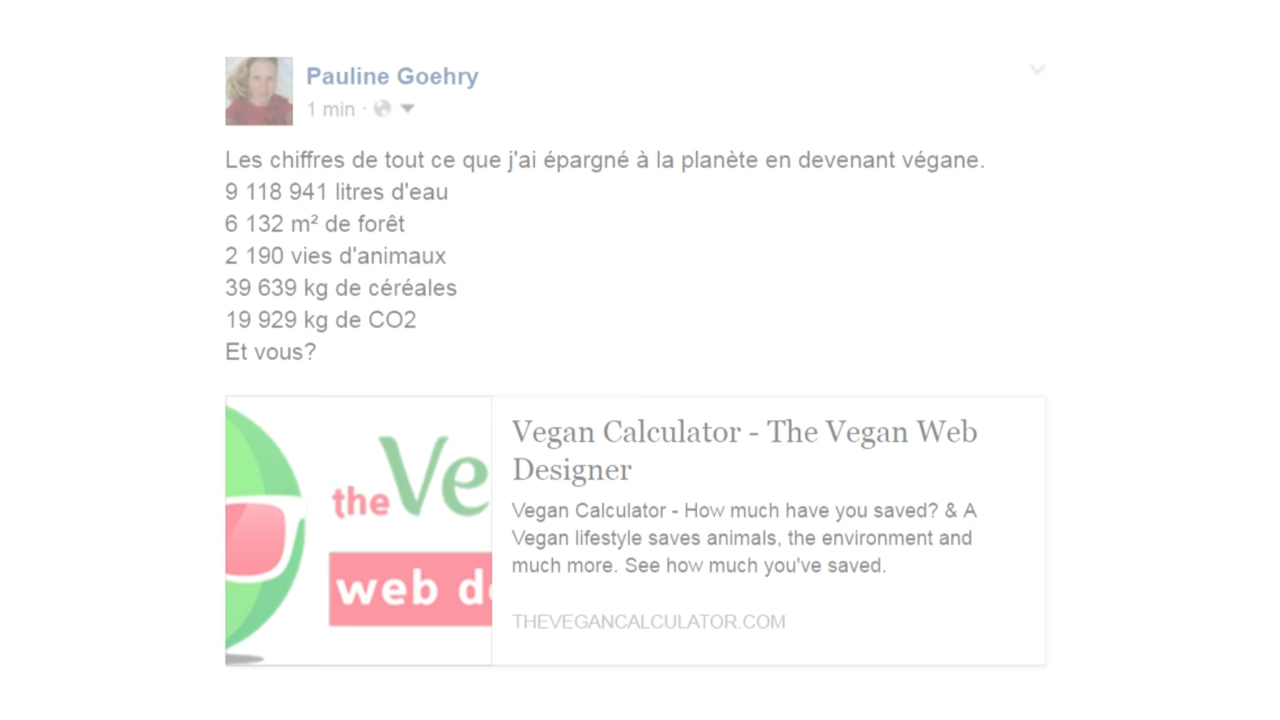 Pauline Goehry
1 min ·
Les chiffres de tout ce que j'ai épargné à la planète en devenant végane.
9 118 941 litres d'eau
6 132 m² de forêt
2 190 vies d'animaux
39 639 kg de céréales
19 929 kg de CO2
Et vous?
the Ve
web d
Vegan Calculator - The Vegan Web
Designer
Vegan Calculator - How much have you saved? & A
Vegan lifestyle saves animals, the environment and
much more. See how much you've saved.
THEVEGANCALCULATOR.COM